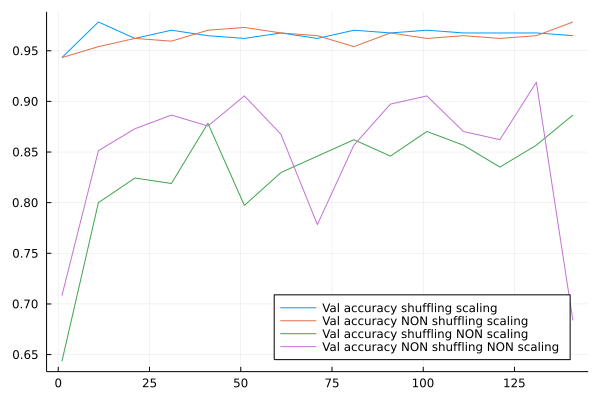 0.95
0.90
0.85
0.80
0.75
0.70
0.65
Val accuracy shuffling scaling
Val accuracy NON shuffling scaling
Val accuracy shuffling NON scaling
Val accuracy NON shuffling NON scaling
0 25 50 75 100 125